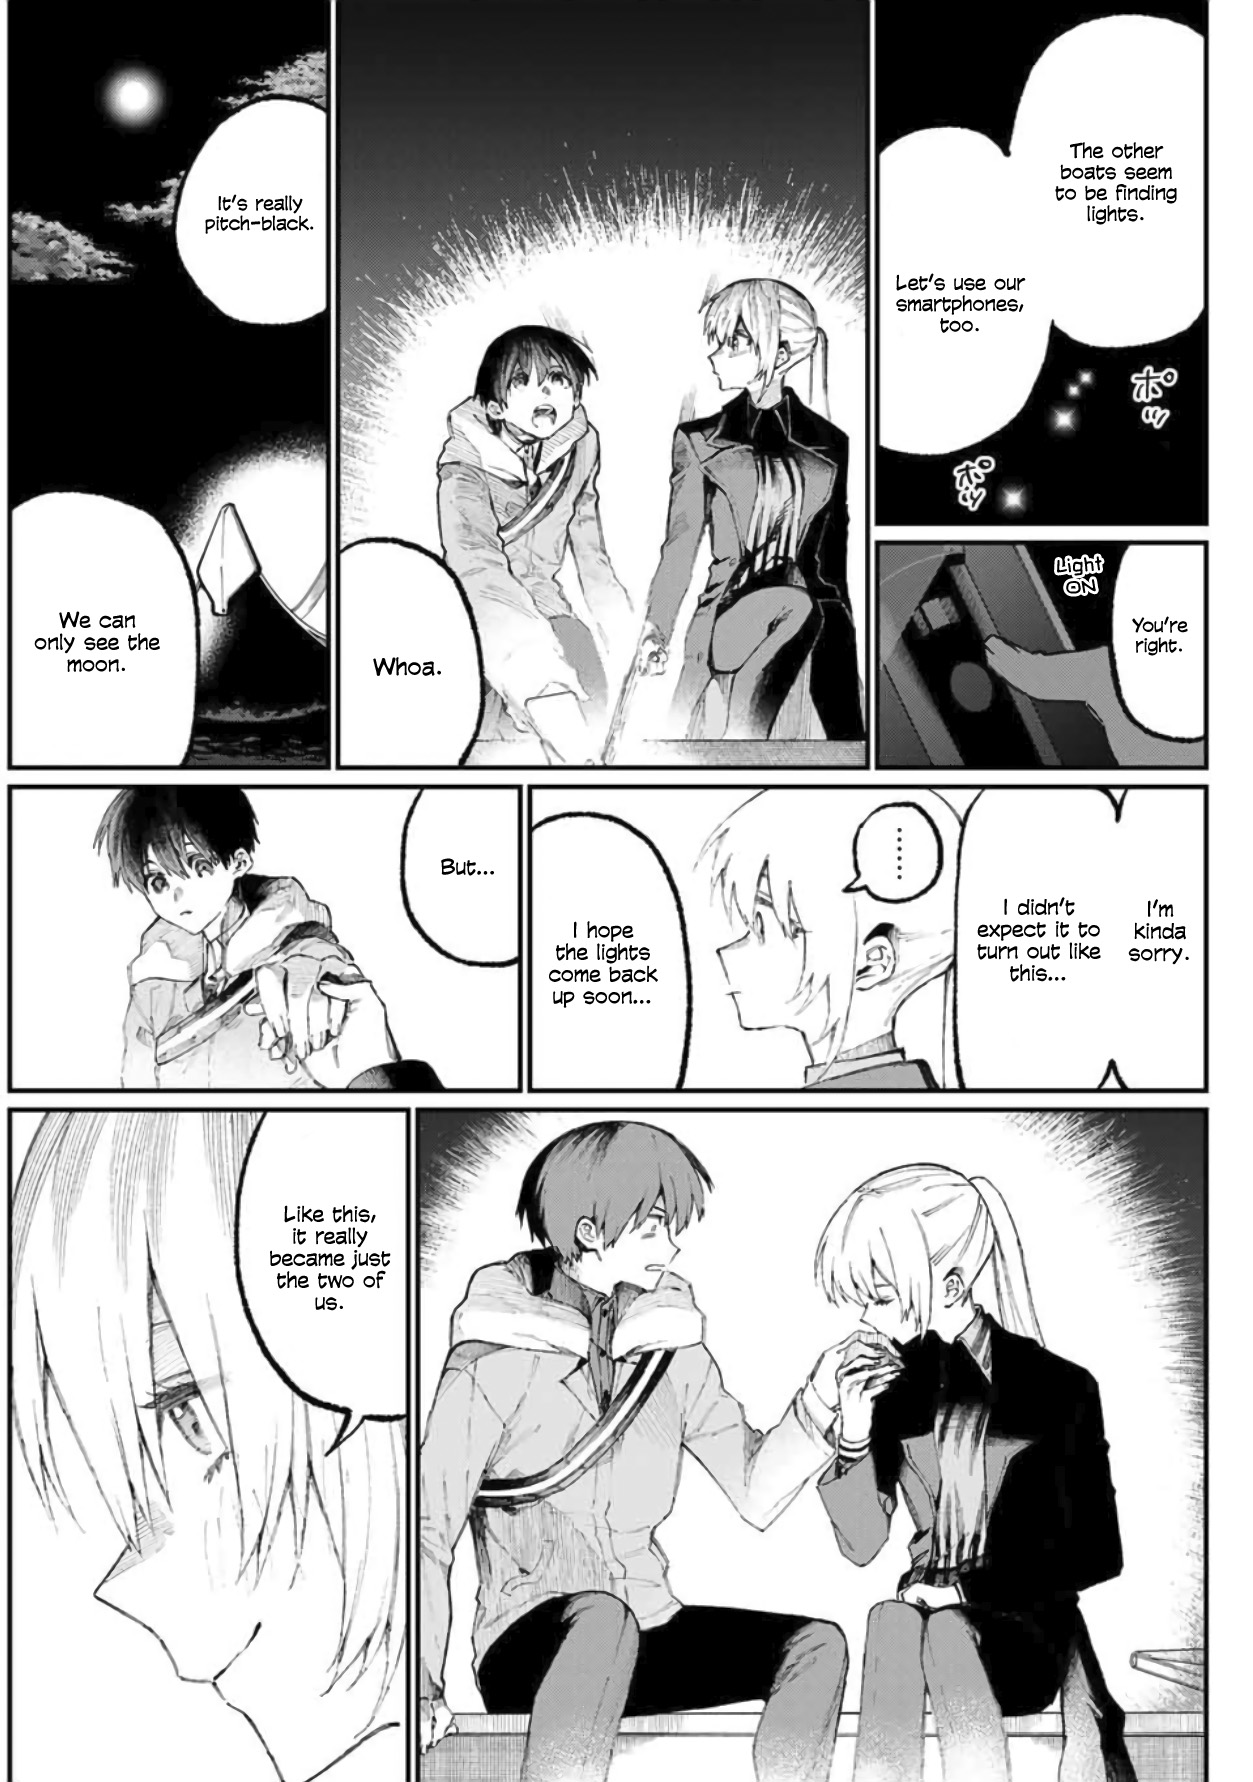 The other
boats seem
to be finding
lights.
Let's use our
smartphones,
too.
ポッ
ポッ
Light
ON
You're
right.
Whoa.
It's really
pitch-black.
We can
only see the
moon.
I'm
kinda
sorry.
I didn't
expect it to
turn out like
this...
.......
I hope
the lights
come back
up soon...
But...
Like this,
it really
became just
the two of
us.